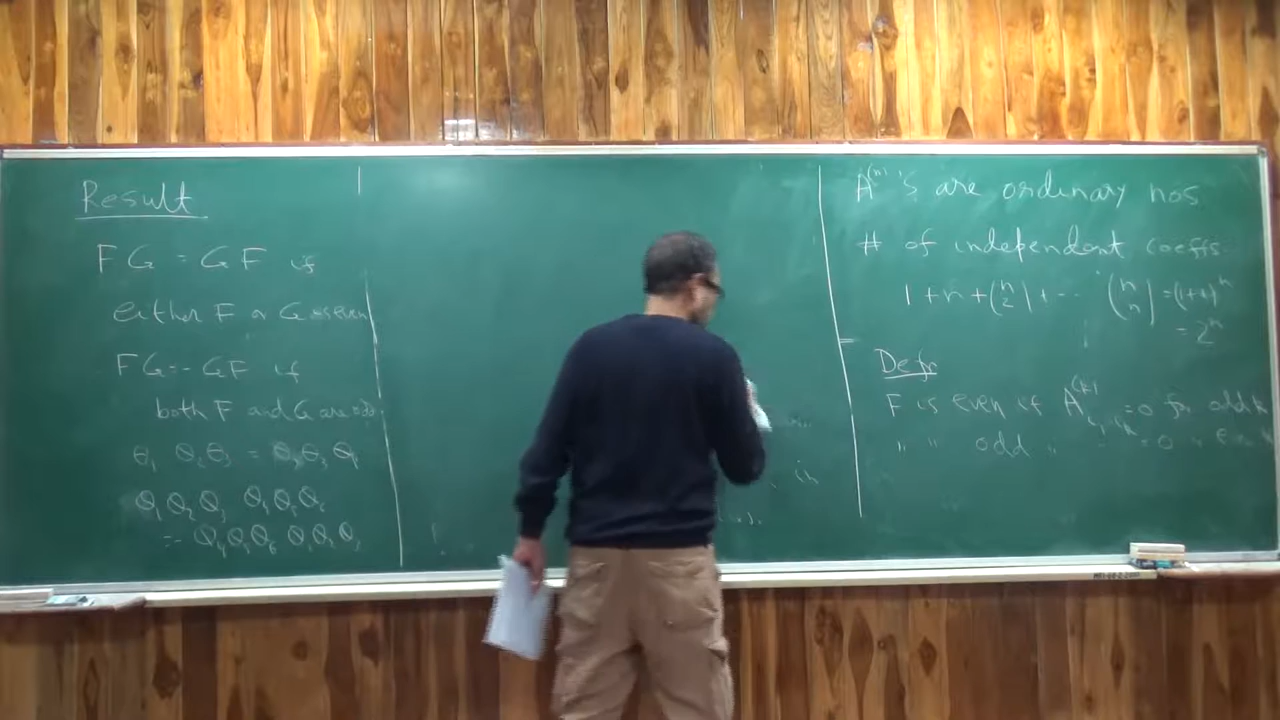 Result
FG = GF if
either F or G is even
FG = - GF if
both F and G are odd
θ₁ θ₂θ₃ = θ₂θ₃ θ₁
θ₁θ₂θ₃ θ₄θ₅θ₆
= - θ₄θ₅θ₆ θ₁θ₂θ₃
in
A⁽ⁿ⁾'s are ordinary nos
# of independent coeffs
1 + n + (n 2) + ... (n n) = (1+1)ⁿ
= 2ⁿ
Defn
F is even if A⁽ᵏ⁾ = 0 for odd k
" " odd " = 0 "